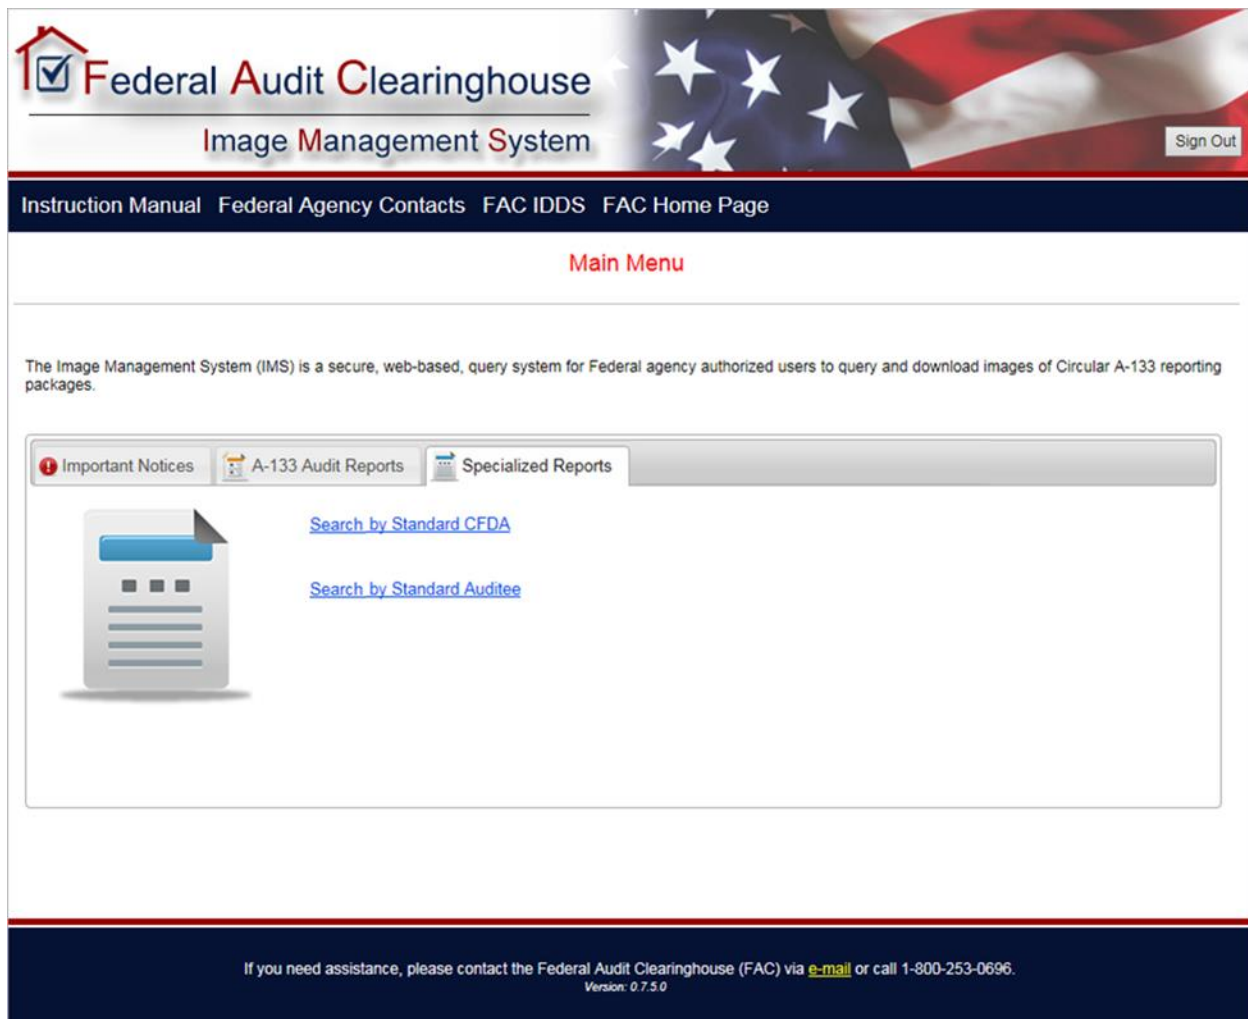 Federal Audit Clearinghouse
Image Management System
Sign Out
Instruction Manual Federal Agency Contacts FAC IDDS FAC Home Page
Main Menu
The Image Management System (IMS) is a secure, web-based, query system for Federal agency authorized users to query and download images of Circular A-133 reporting
packages.
Important Notices A-133 Audit Reports Specialized Reports
Search by Standard CFDA
Search by Standard Auditee
If you need assistance, please contact the Federal Audit Clearinghouse (FAC) via e-mail or call 1-800-253-0696.
Version: 0.7.5.0